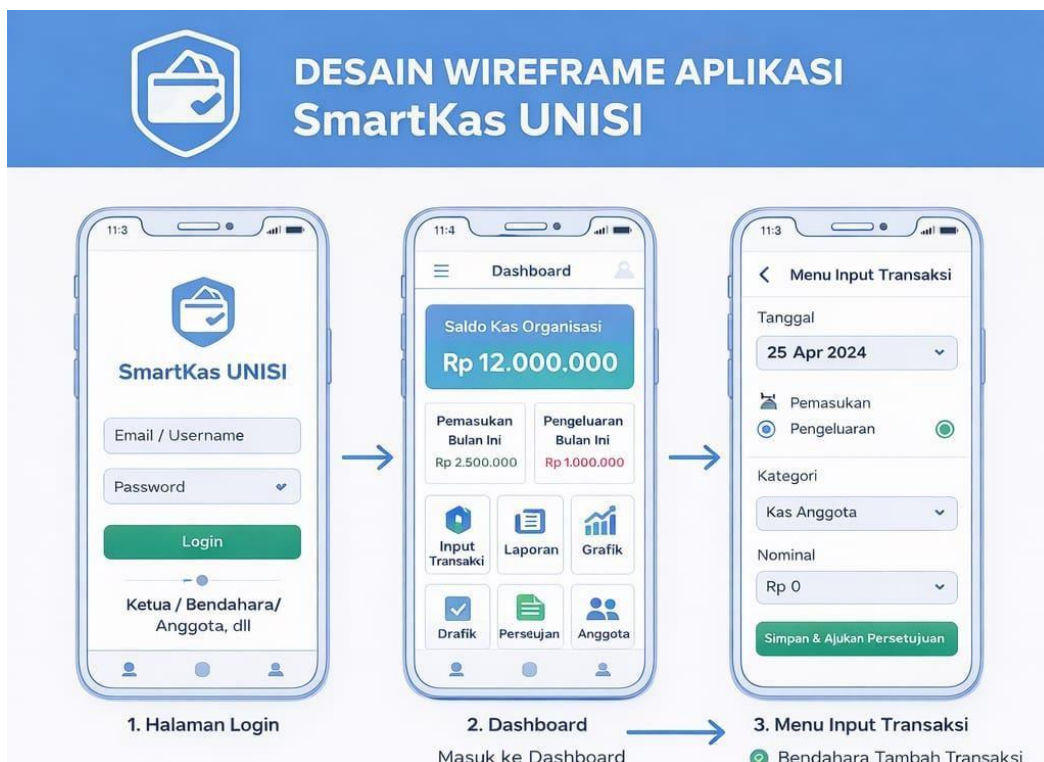 DESAIN WIREFRAME APLIKASI
SmartKas UNISI
11:3
SmartKas UNISI
Email / Username
Password
Login
Ketua / Bendahara/
Anggota, dll
1. Halaman Login
11:4
Dashboard
Saldo Kas Organisasi
Rp 12.000.000
Pemasukan
Bulan Ini
Rp 2.500.000
Pengeluaran
Bulan Ini
Rp 1.000.000
Input
Transakki
Laporan
Grafik
Drafik
Perseujan
Anggota
2. Dashboard
Masuk ke Dashboard
11:3
Menu Input Transaksi
Tanggal
25 Apr 2024
Pemasukan
Pengeluaran
Kategori
Kas Anggota
Nominal
Rp 0
Simpan & Ajukan Persetujuan
3. Menu Input Transaksi
Bendahara Tambah Transaksi